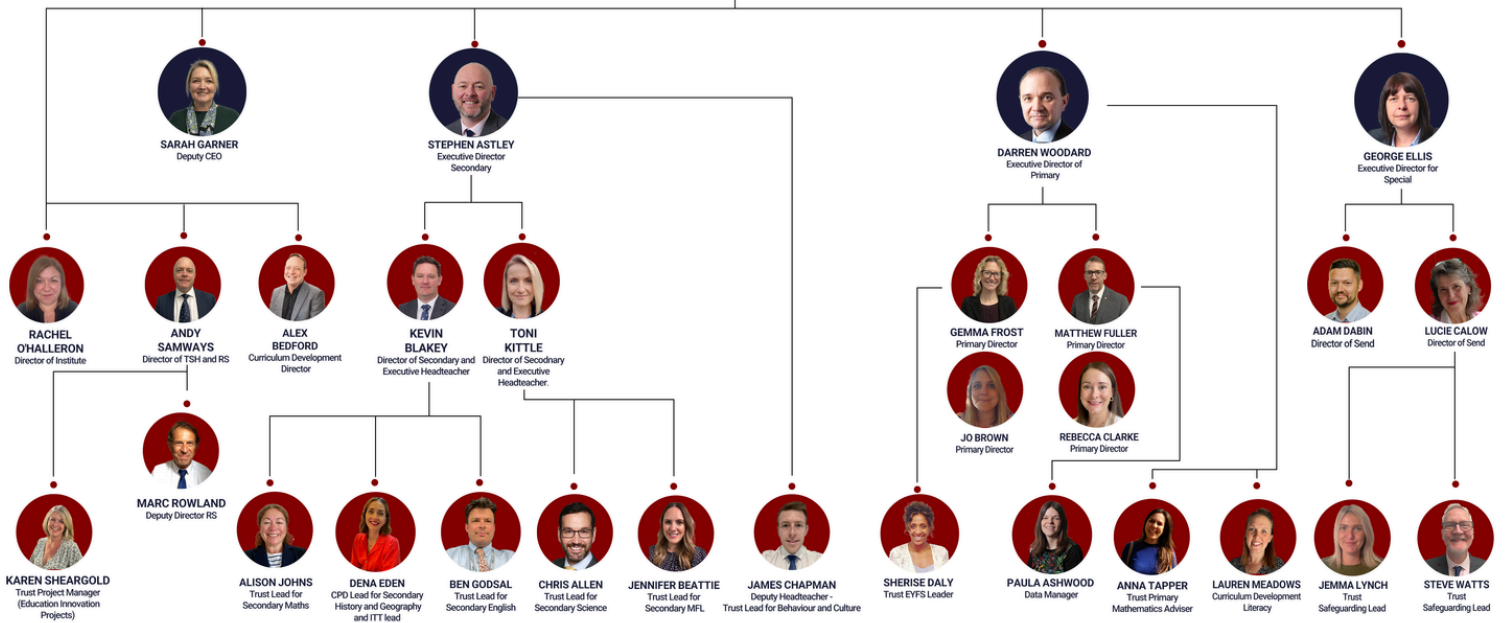 SARAH GARNER
Deputy CEO
STEPHEN ASTLEY
Executive Director
Secondary
DARREN WOODARD
Executive Director of
Primary
GEORGE ELLIS
Executive Director for
Special
RACHEL
O'HALLERON
Director of Institute
ANDY
SAMWAYS
Director of TSH and RS
ALEX
BEDFORD
Curriculum Development
Director
KEVIN
BLAKEY
Director of Secondary and
Executive Headteacher
TONI
KITTLE
Director of Secodnary
and Executive
Headteacher.
GEMMA FROST
Primary Director
MATTHEW FULLER
Primary Director
ADAM DABIN
Director of Send
LUCIE CALOW
Director of Send
JO BROWN
Primary Director
REBECCA CLARKE
Primary Director
MARC ROWLAND
Deputy Director RS
KAREN SHEARGOLD
Trust Project Manager
(Education Innovation
Projects)
ALISON JOHNS
Trust Lead for
Secondary Maths
DENA EDEN
CPD Lead for Secondary
History and Geography
and ITT lead
BEN GODSAL
Trust Lead for
Secondary English
CHRIS ALLEN
Trust Lead for
Secondary Science
JENNIFER BEATTIE
Trust Lead for
Secondary MFL
JAMES CHAPMAN
Deputy Headteacher -
Trust Lead for Behaviour and Culture
SHERISE DALY
Trust EYFS Leader
PAULA ASHWOOD
Data Manager
ANNA TAPPER
Trust Primary
Mathematics Adviser
LAUREN MEADOWS
Curriculum Development
Literacy
JEMMA LYNCH
Trust
Safeguarding Lead
STEVE WATTS
Trust
Safeguarding Lead